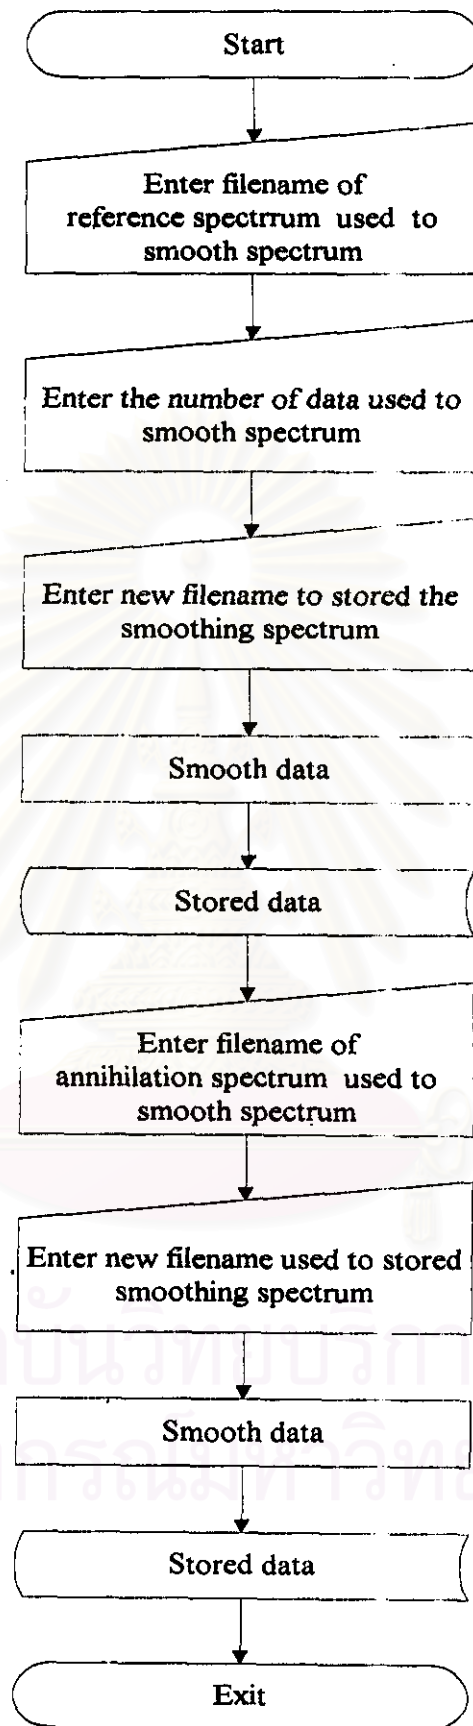 Start
Enter filename of
reference spectrrum used to
smooth spectrum
Enter the number of data used to
smooth spectrum
Enter new filename to stored the
smoothing spectrum
Smooth data
Stored data
Enter filename of
annihilation spectrum used to
smooth spectrum
Enter new filename used to stored
smoothing spectrum
Smooth data
Stored data
Exit